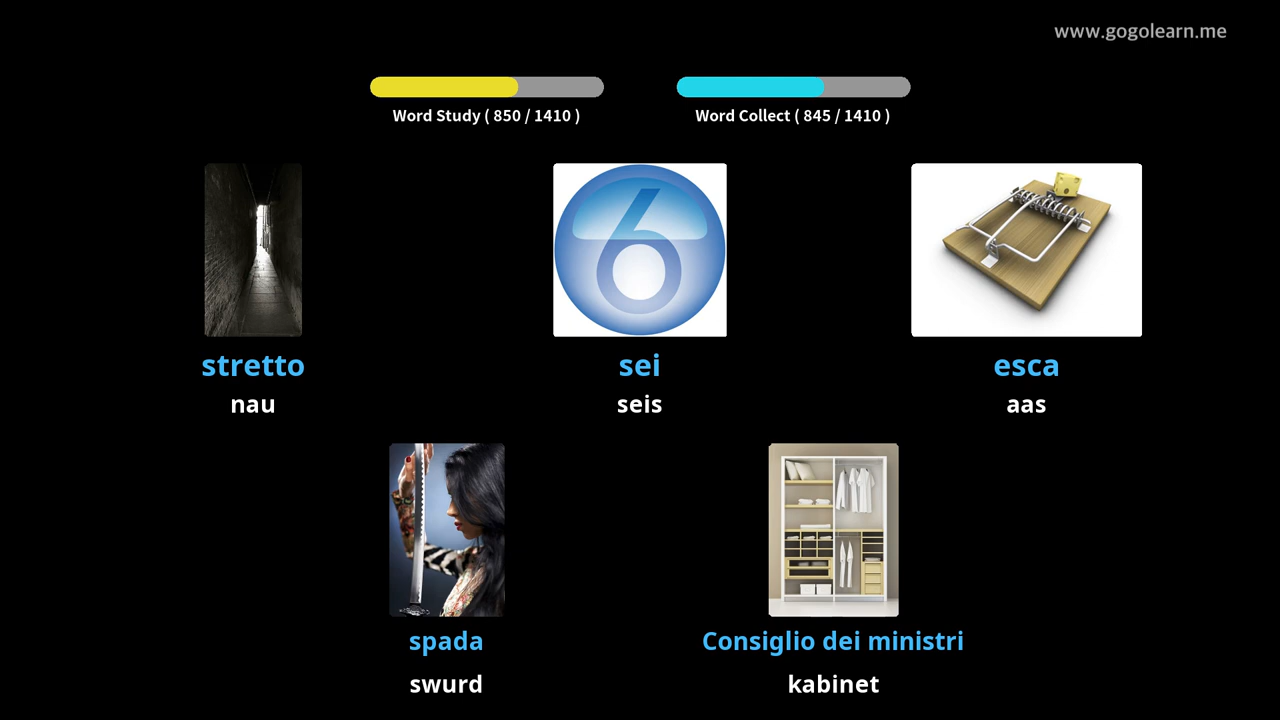 www.gogolearn.me
Word Study ( 850 / 1410 )
Word Collect ( 845 / 1410 )
6
stretto
sei
esca
nau
seis
aas
spada
Consiglio dei ministri
swurd
kabinet